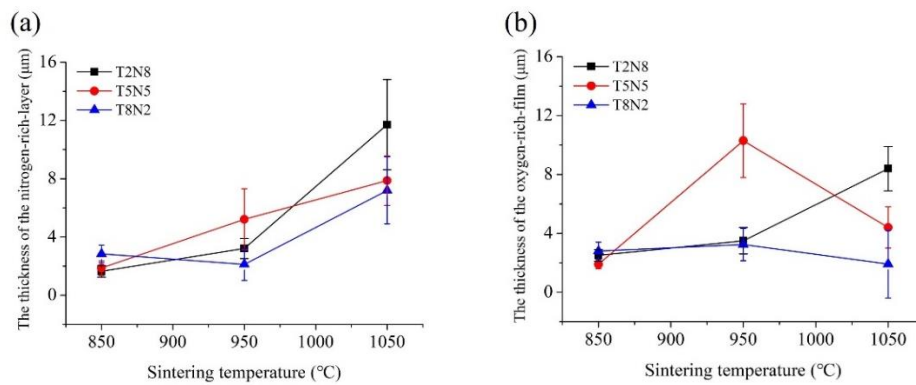 (a)
The thickness of the nitrogen-rich-layer (μm)
16
12
8
4
0
T2N8
T5N5
T8N2
850
900
950
1000
1050
Sintering temperature (℃)
(b)
The thickness of the oxygen-rich-film (μm)
16
12
8
4
0
T2N8
T5N5
T8N2
850
900
950
1000
1050
Sintering temperature (℃)